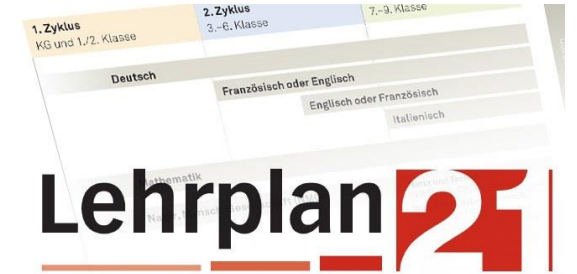 1. Zyklus
KG und 1./2. Klasse
2. Zyklus
3.–6. Klasse
7.–9. Klasse
Deutsch
Französisch oder Englisch
Englisch oder Französisch
Italienisch
Mathematik
Lehrplan 21